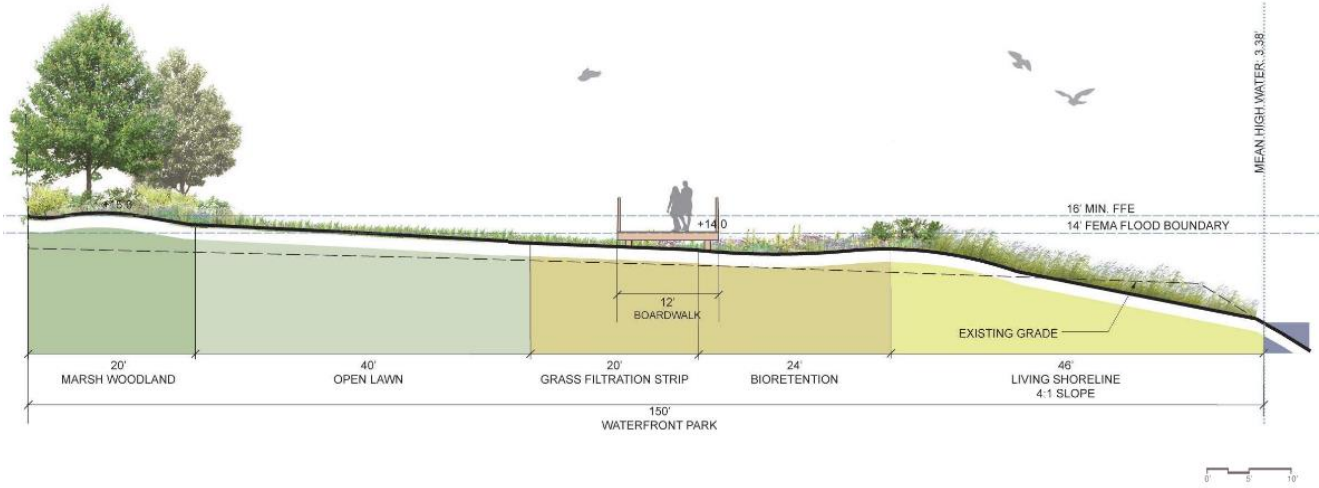 MEAN HIGH WATER: 3.38'
16' MIN. FFE
14' FEMA FLOOD BOUNDARY
+14.0
12'
BOARDWALK
EXISTING GRADE
20'
MARSH WOODLAND
40'
OPEN LAWN
20'
GRASS FILTRATION STRIP
24'
BIORETENTION
46'
LIVING SHORELINE
4:1 SLOPE
150'
WATERFRONT PARK
0' 5' 10'